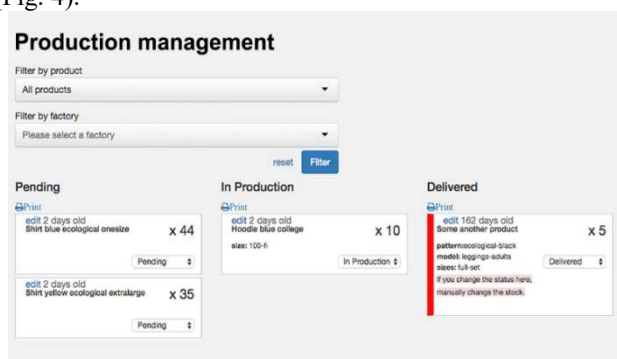 (Fig. 4).
Production management
Filter by product
All products
Filter by factory
Please select a factory
reset Filter
Pending
Print
edit 2 days old
Shirt blue ecological onesize
x 44
Pending
edit 2 days old
Shirt yellow ecological extralarge
x 35
Pending
In Production
Print
edit 2 days old
Hoodie blue college
x 10
size: 100-fi
In Production
Delivered
Print
edit 162 days old
Some another product
x 5
pattern:ecological-black
model: leggings-adults
sizes: full-set
Delivered
If you change the status here,
manually change the stock.